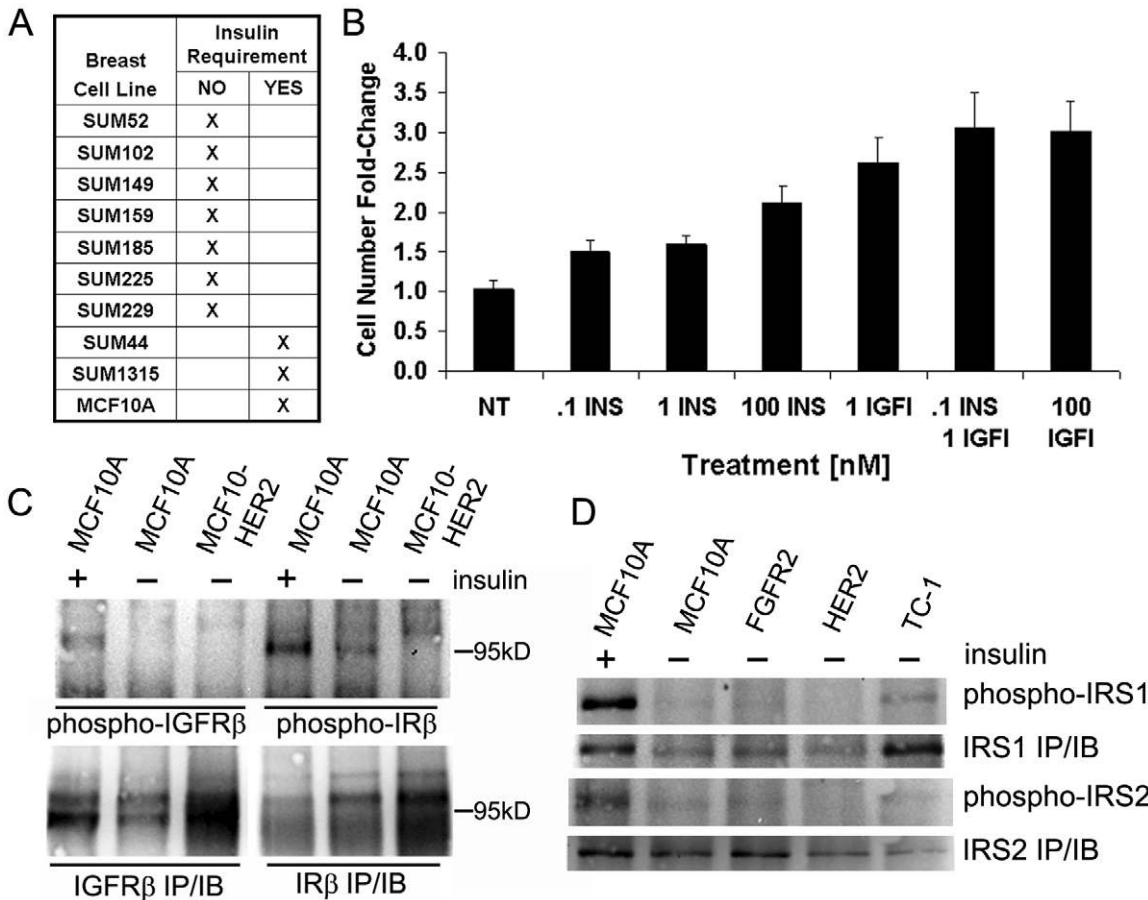 A
Breast
Cell Line
Insulin
Requirement
NO YES
SUM52 X
SUM102 X
SUM149 X
SUM159 X
SUM185 X
SUM225 X
SUM229 X
SUM44 X
SUM1315 X
MCF10A X
B
Cell Number Fold-Change
4.0
3.5
3.0
2.5
2.0
1.5
1.0
0.5
0.0
NT .1 INS 1 INS 100 INS 1 IGFI .1 INS 100
1 IGFI IGFI
Treatment [nM]
C
MCF10A MCF10A MCF10-HER2 MCF10A MCF10A MCF10-HER2
+ − − + − − insulin
−95kD
phospho-IGFRβ phospho-IRβ
−95kD
IGFRβ IP/IB IRβ IP/IB
D
MCF10A MCF10A FGFR2 HER2 TC-1
+ − − − − insulin
phospho-IRS1
IRS1 IP/IB
phospho-IRS2
IRS2 IP/IB